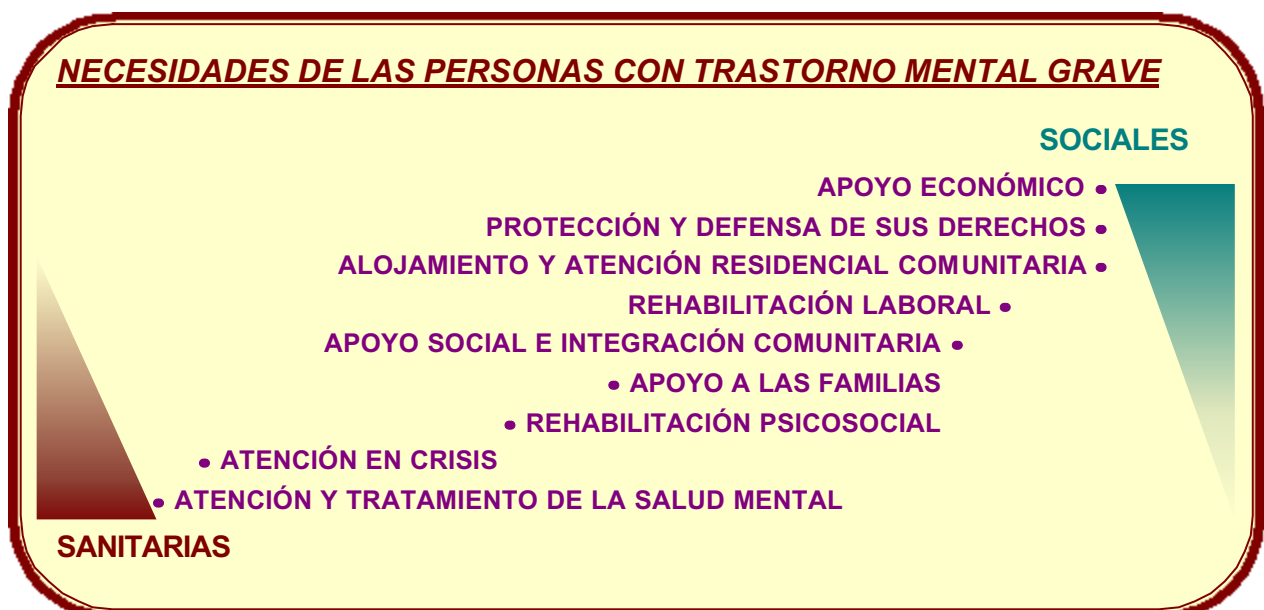 NECESIDADES DE LAS PERSONAS CON TRASTORNO MENTAL GRAVE
SOCIALES
APOYO ECONÓMICO •
PROTECCIÓN Y DEFENSA DE SUS DERECHOS •
ALOJAMIENTO Y ATENCIÓN RESIDENCIAL COMUNITARIA •
REHABILITACIÓN LABORAL •
APOYO SOCIAL E INTEGRACIÓN COMUNITARIA •
• APOYO A LAS FAMILIAS
• REHABILITACIÓN PSICOSOCIAL
• ATENCIÓN EN CRISIS
• ATENCIÓN Y TRATAMIENTO DE LA SALUD MENTAL
SANITARIAS